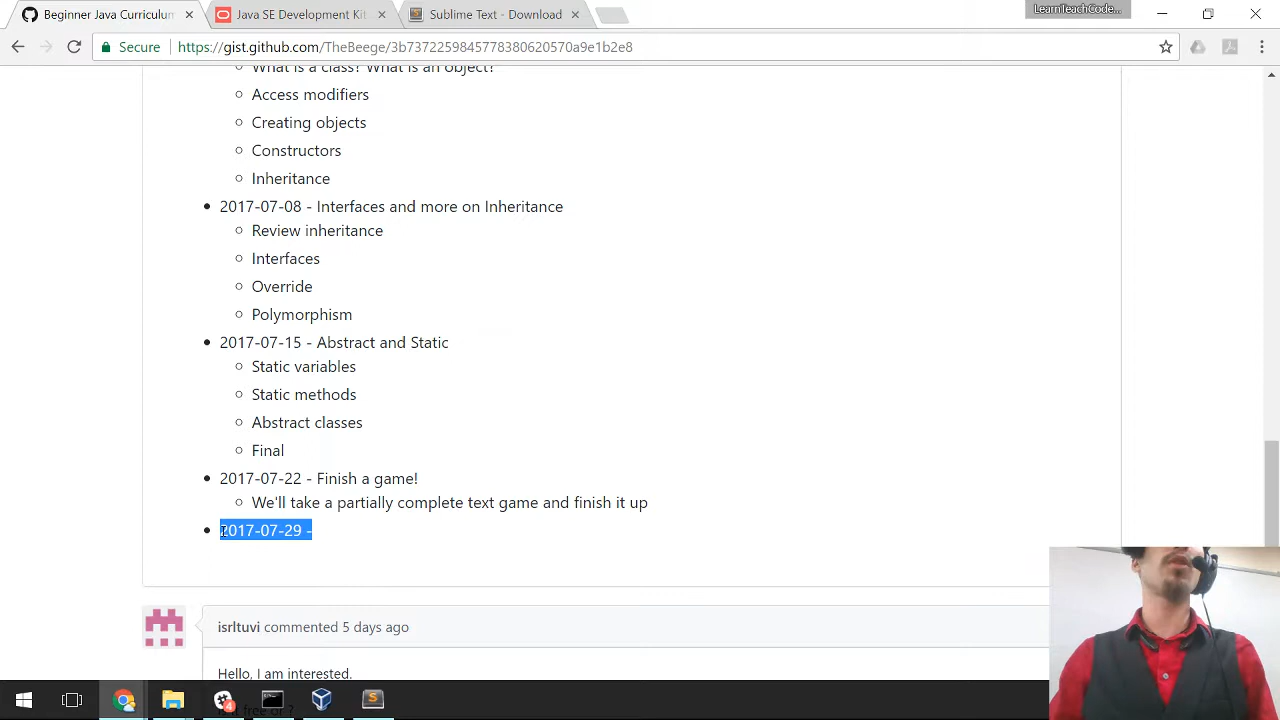 Beginner Java Curriculum
Java SE Development Kit
Sublime Text - Download
LearnTeachCode...
Secure
https://gist.github.com/TheBeege/3b73722598457783806205​70a9e1b2e8
What is a class? What is an object?
Access modifiers
Creating objects
Constructors
Inheritance
2017-07-08 - Interfaces and more on Inheritance
Review inheritance
Interfaces
Override
Polymorphism
2017-07-15 - Abstract and Static
Static variables
Static methods
Abstract classes
Final
2017-07-22 - Finish a game!
We'll take a partially complete text game and finish it up
2017-07-29 -
isrltuvi commented 5 days ago
Hello, I am interested.
4